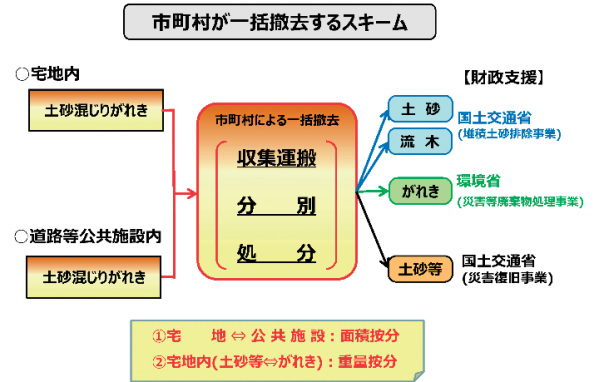 市町村が一括撤去するスキーム
○宅地内
土砂混じりがれき
○道路等公共施設内
土砂混じりがれき
市町村による一括撤去
収集運搬
分　別
処　分
【財政支援】
土 砂
流 木
国土交通省
(堆積土砂排除事業)
がれき
環境省
(災害等廃棄物処理事業)
土砂等
国土交通省
(災害復旧事業)
①宅　地 ⇔ 公 共 施 設：面積按分
②宅地内(土砂等⇔がれき)：重量按分